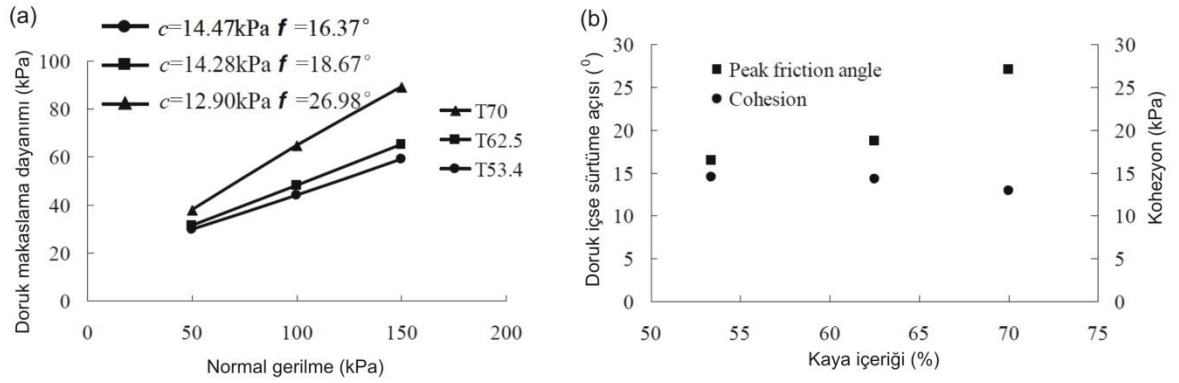 (a)
c=14.47kPa f =16.37°
c=14.28kPa f =18.67°
c=12.90kPa f =26.98°
T70
T62.5
T53.4
Doruk makaslama dayanımı (kPa)
100
80
60
40
20
0
0 50 100 150 200
Normal gerilme (kPa)
(b)
Peak friction angle
Cohesion
Doruk içse sürtüme açısı (⁰)
30
25
20
15
10
5
0
50 55 60 65 70 75
Kaya içeriği (%)
30
25
20
15
10
5
0
Kohezyon (kPa)